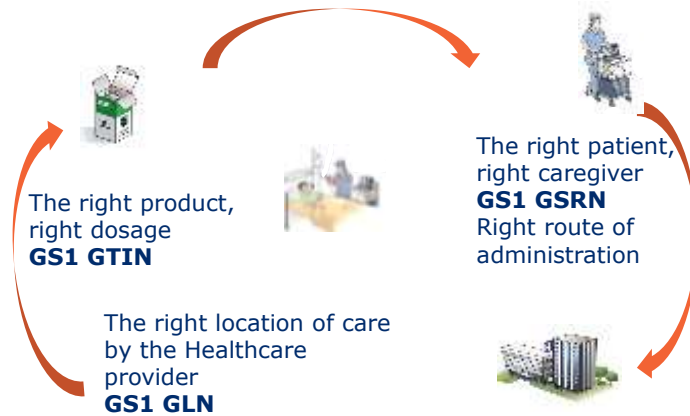 The right product,
right dosage
GS1 GTIN
The right patient,
right caregiver
GS1 GSRN
Right route of
administration
The right location of care
by the Healthcare
provider
GS1 GLN